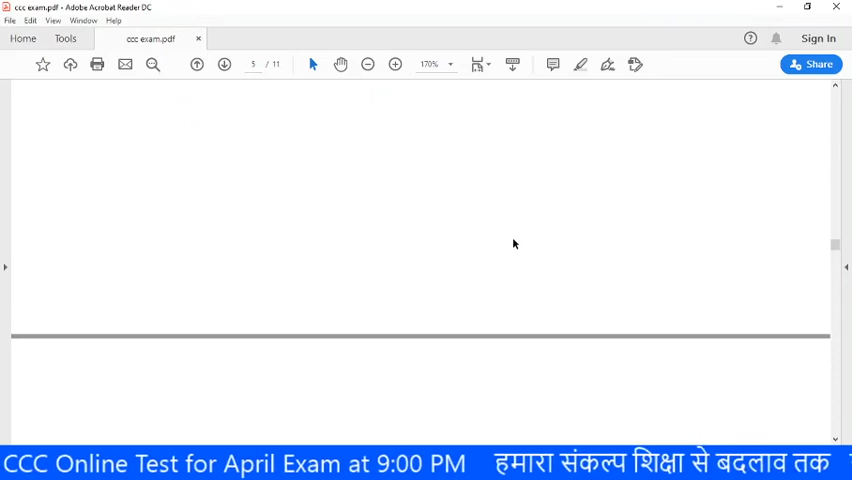 ccc exam.pdf - Adobe Acrobat Reader DC
File Edit View Window Help
Home Tools ccc exam.pdf × Sign In
5 / 11 170% Share
CCC Online Test for April Exam at 9:00 PM हमारा संकल्प शिक्षा से बदलाव तक